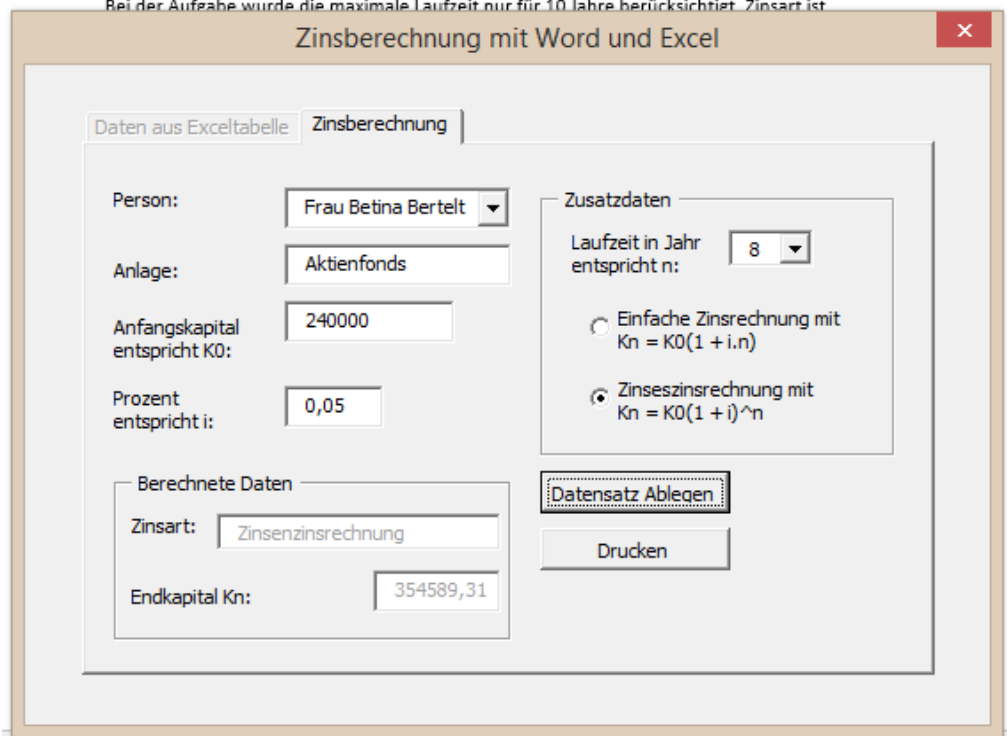 Bei der Aufgabe wurde die maximale Laufzeit nur für 10 Jahre berücksichtigt. Zinsart ist
Zinsberechnung mit Word und Excel
Daten aus Exceltabelle
Zinsberechnung
Person:
Frau Betina Bertelt
Anlage:
Aktienfonds
Anfangskapital
entspricht K0:
240000
Prozent
entspricht i:
0,05
Zusatzdaten
Laufzeit in Jahr
entspricht n:
8
Einfache Zinsrechnung mit
Kn = K0(1 + i.n)
Zinseszinsrechnung mit
Kn = K0(1 + i)^n
Berechnete Daten
Zinsart:
Zinsenzinsrechnung
Endkapital Kn:
354589,31
Datensatz Ablegen
Drucken